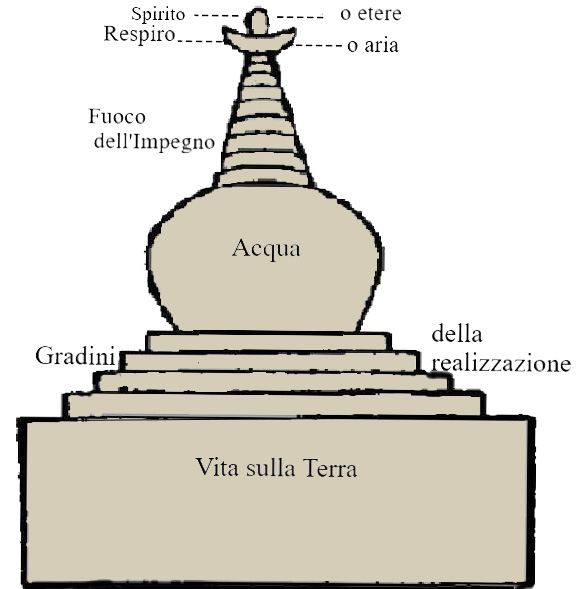 Spirito o etere
Respiro o aria
Fuoco
dell'Impegno
Acqua
della
Gradini realizzazione
Vita sulla Terra